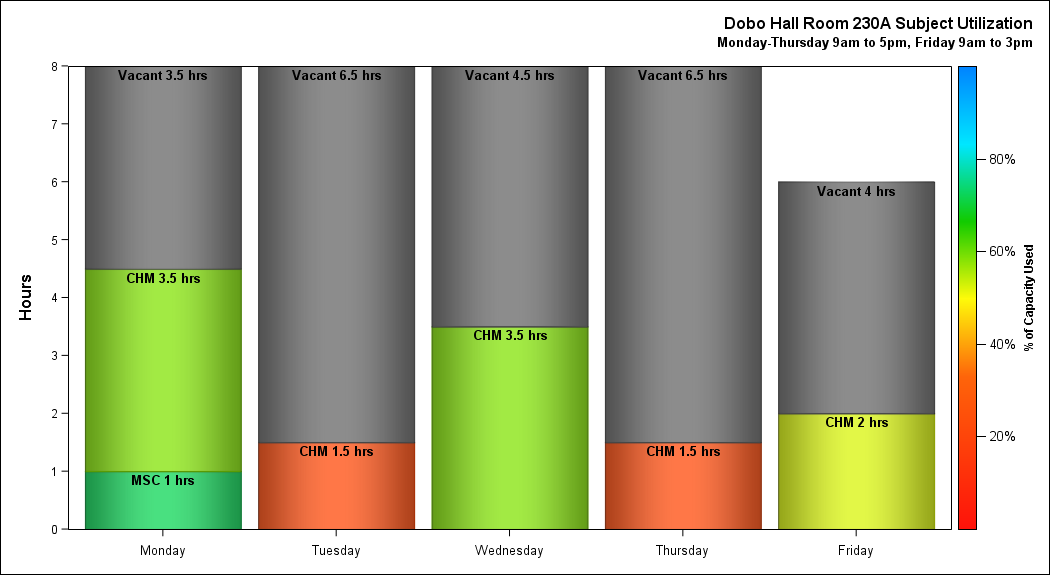 Dobo Hall Room 230A Subject Utilization
Monday-Thursday 9am to 5pm, Friday 9am to 3pm
Hours
8
7
6
5
4
3
2
1
0
Vacant 3.5 hrs
CHM 3.5 hrs
MSC 1 hrs
Vacant 6.5 hrs
CHM 1.5 hrs
Vacant 4.5 hrs
CHM 3.5 hrs
Vacant 6.5 hrs
CHM 1.5 hrs
Vacant 4 hrs
CHM 2 hrs
Monday
Tuesday
Wednesday
Thursday
Friday
80%
60%
40%
20%
% of Capacity Used